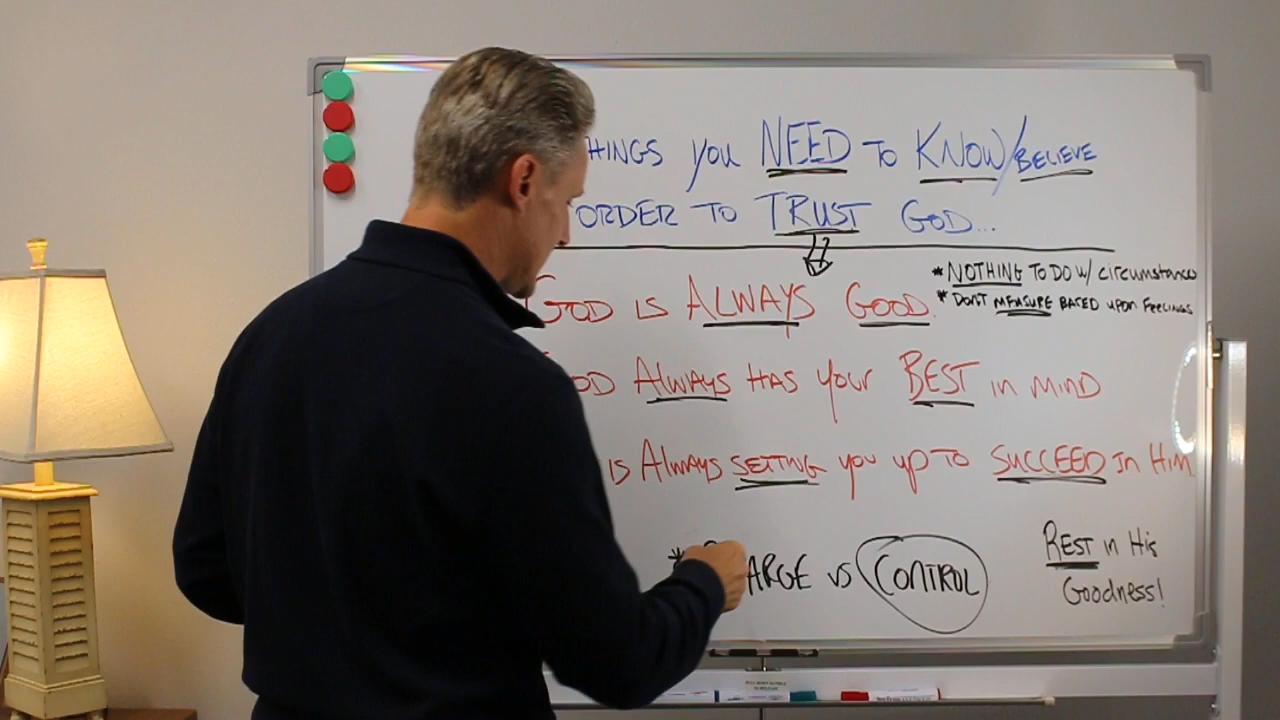 HINGS YOU NEED TO KNOW/BELIEVE
ORDER TO TRUST GOD...
* NOTHING TO DO W/ circumstances
* DON'T MEASURE BASED upon Feelings
GOD IS ALWAYS GOOD.
OD ALWAYS HAS your BEST in MIND
is Always SETTING you up to SUCCEED In Him
* ARGE vs CONTROL
REST in His
Goodness!